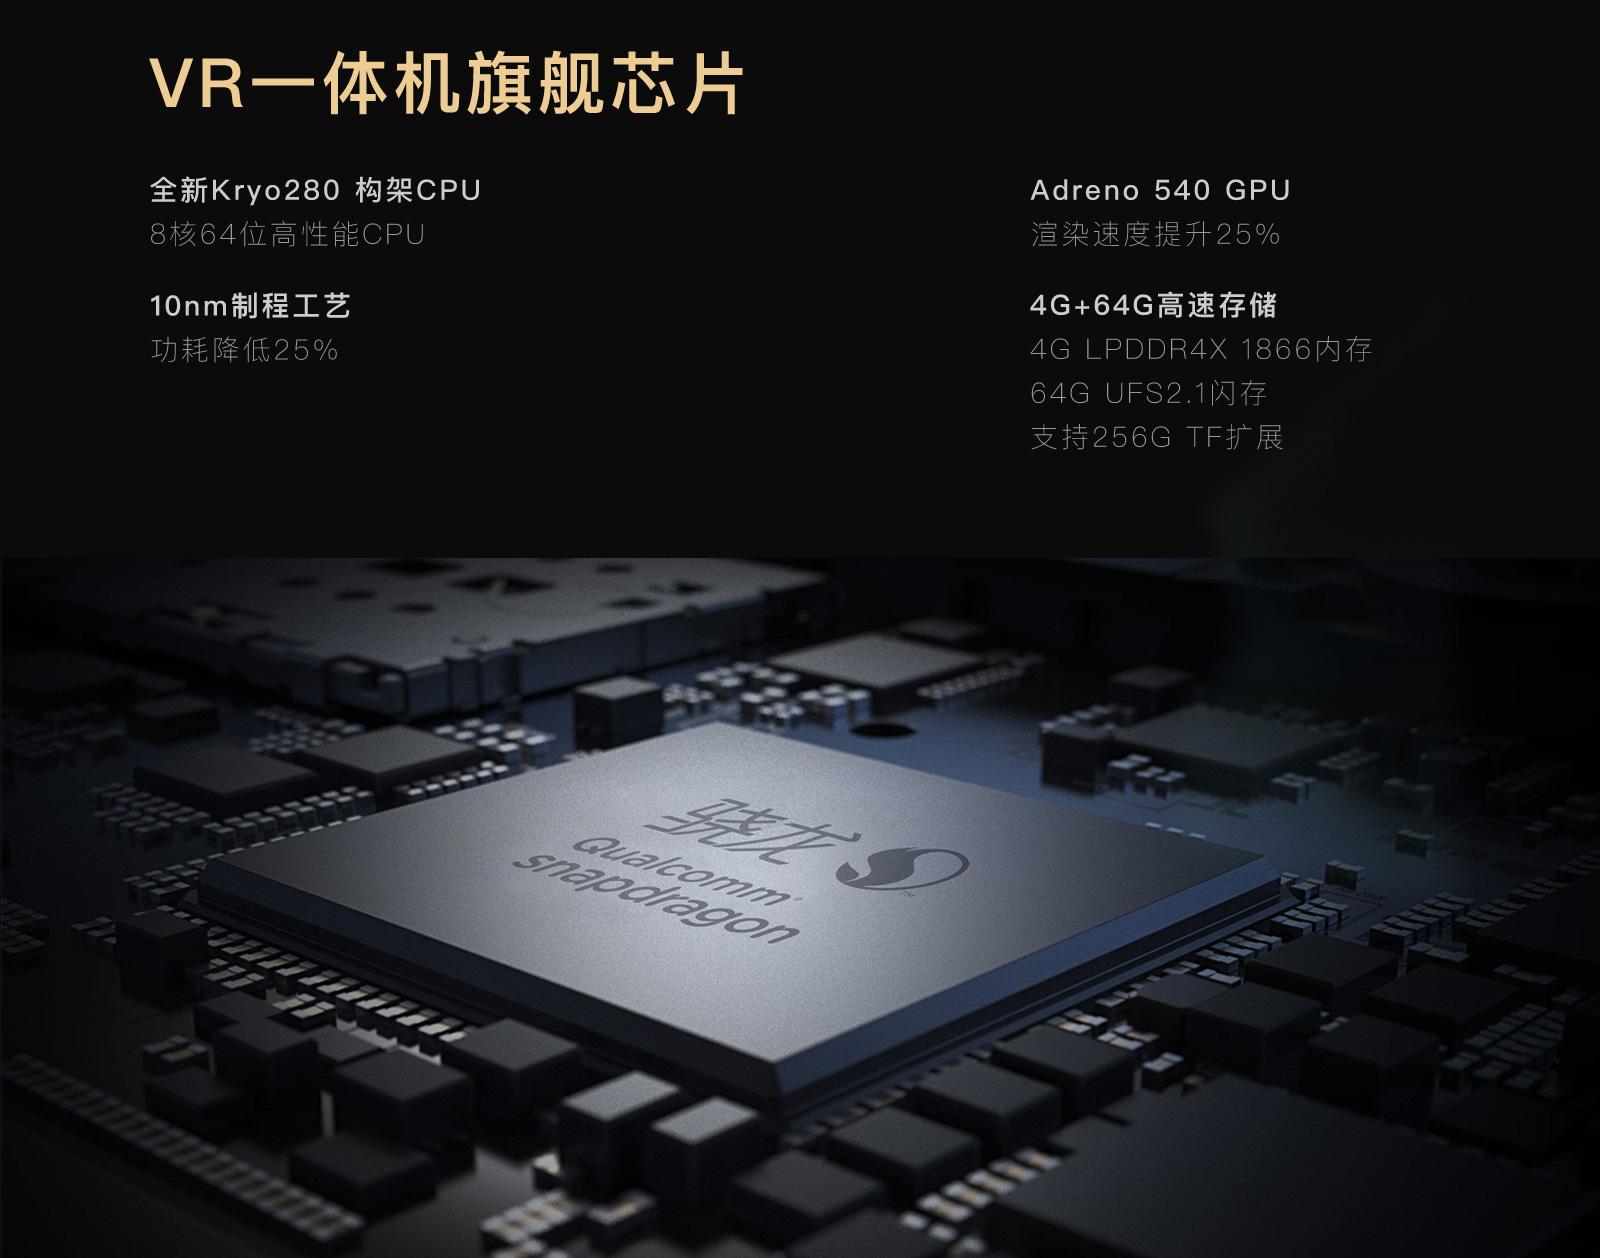 VR一体机旗舰芯片
全新Kryo280 构架CPU
8核64位高性能CPU
10nm制程工艺
功耗降低25%
Adreno 540 GPU
渲染速度提升25%
4G+64G高速存储
4G LPDDR4X 1866内存
64G UFS2.1闪存
支持256G TF扩展
骁龙
Qualcomm®
snapdragon
™